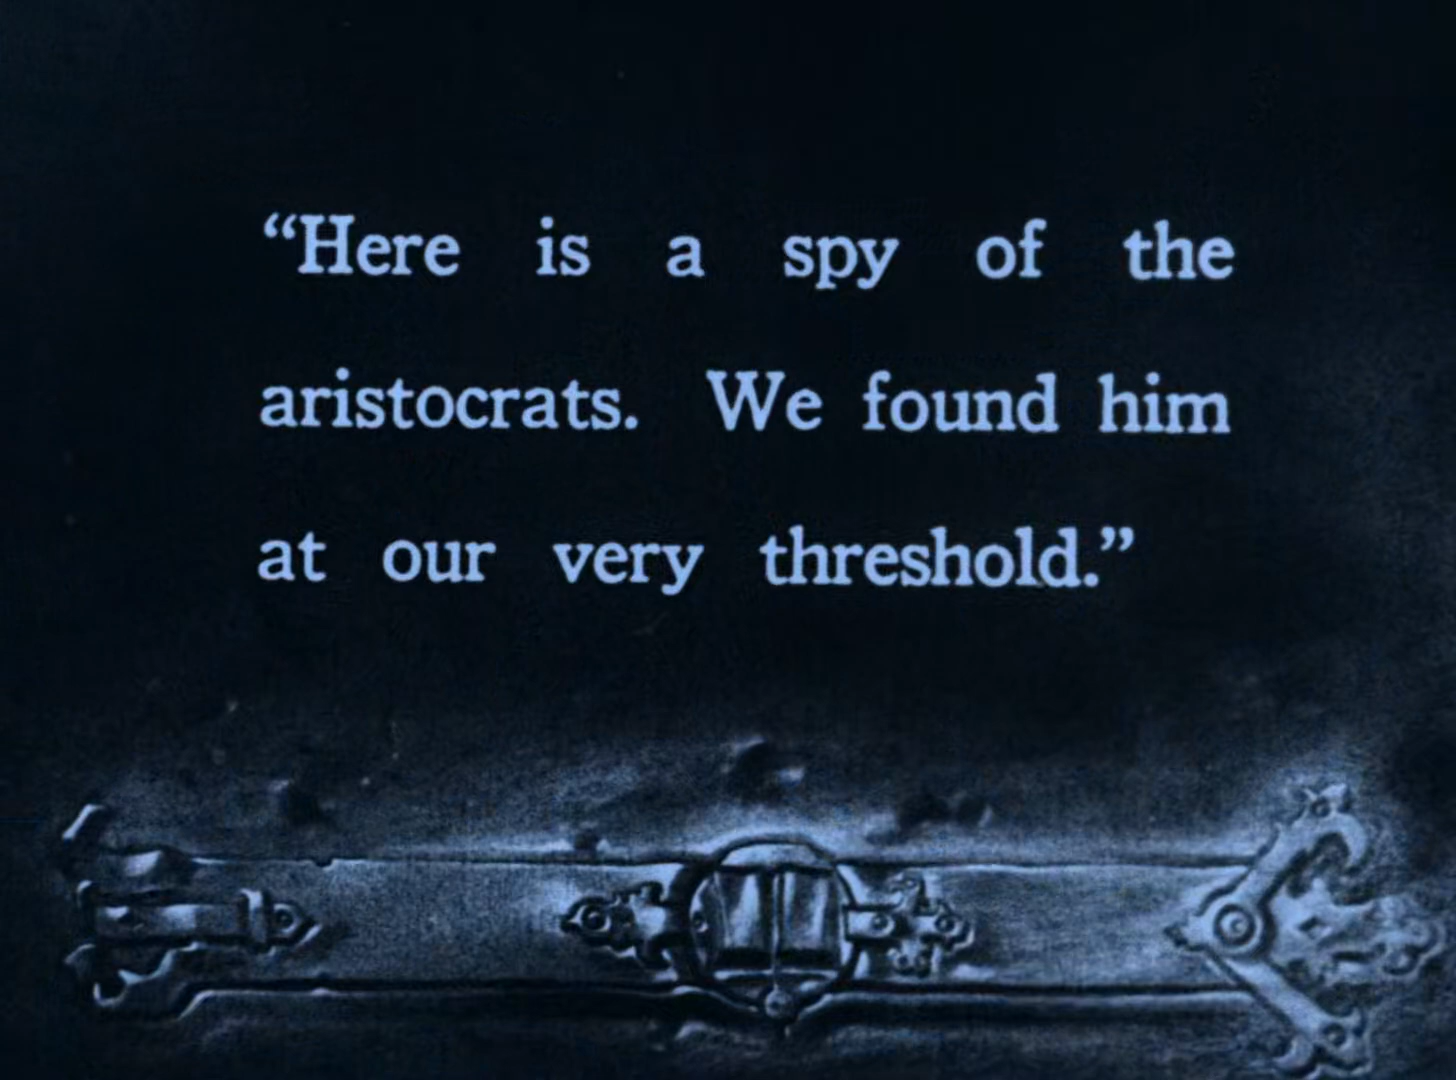 “Here is a spy of the
aristocrats. We found him
at our very threshold.”